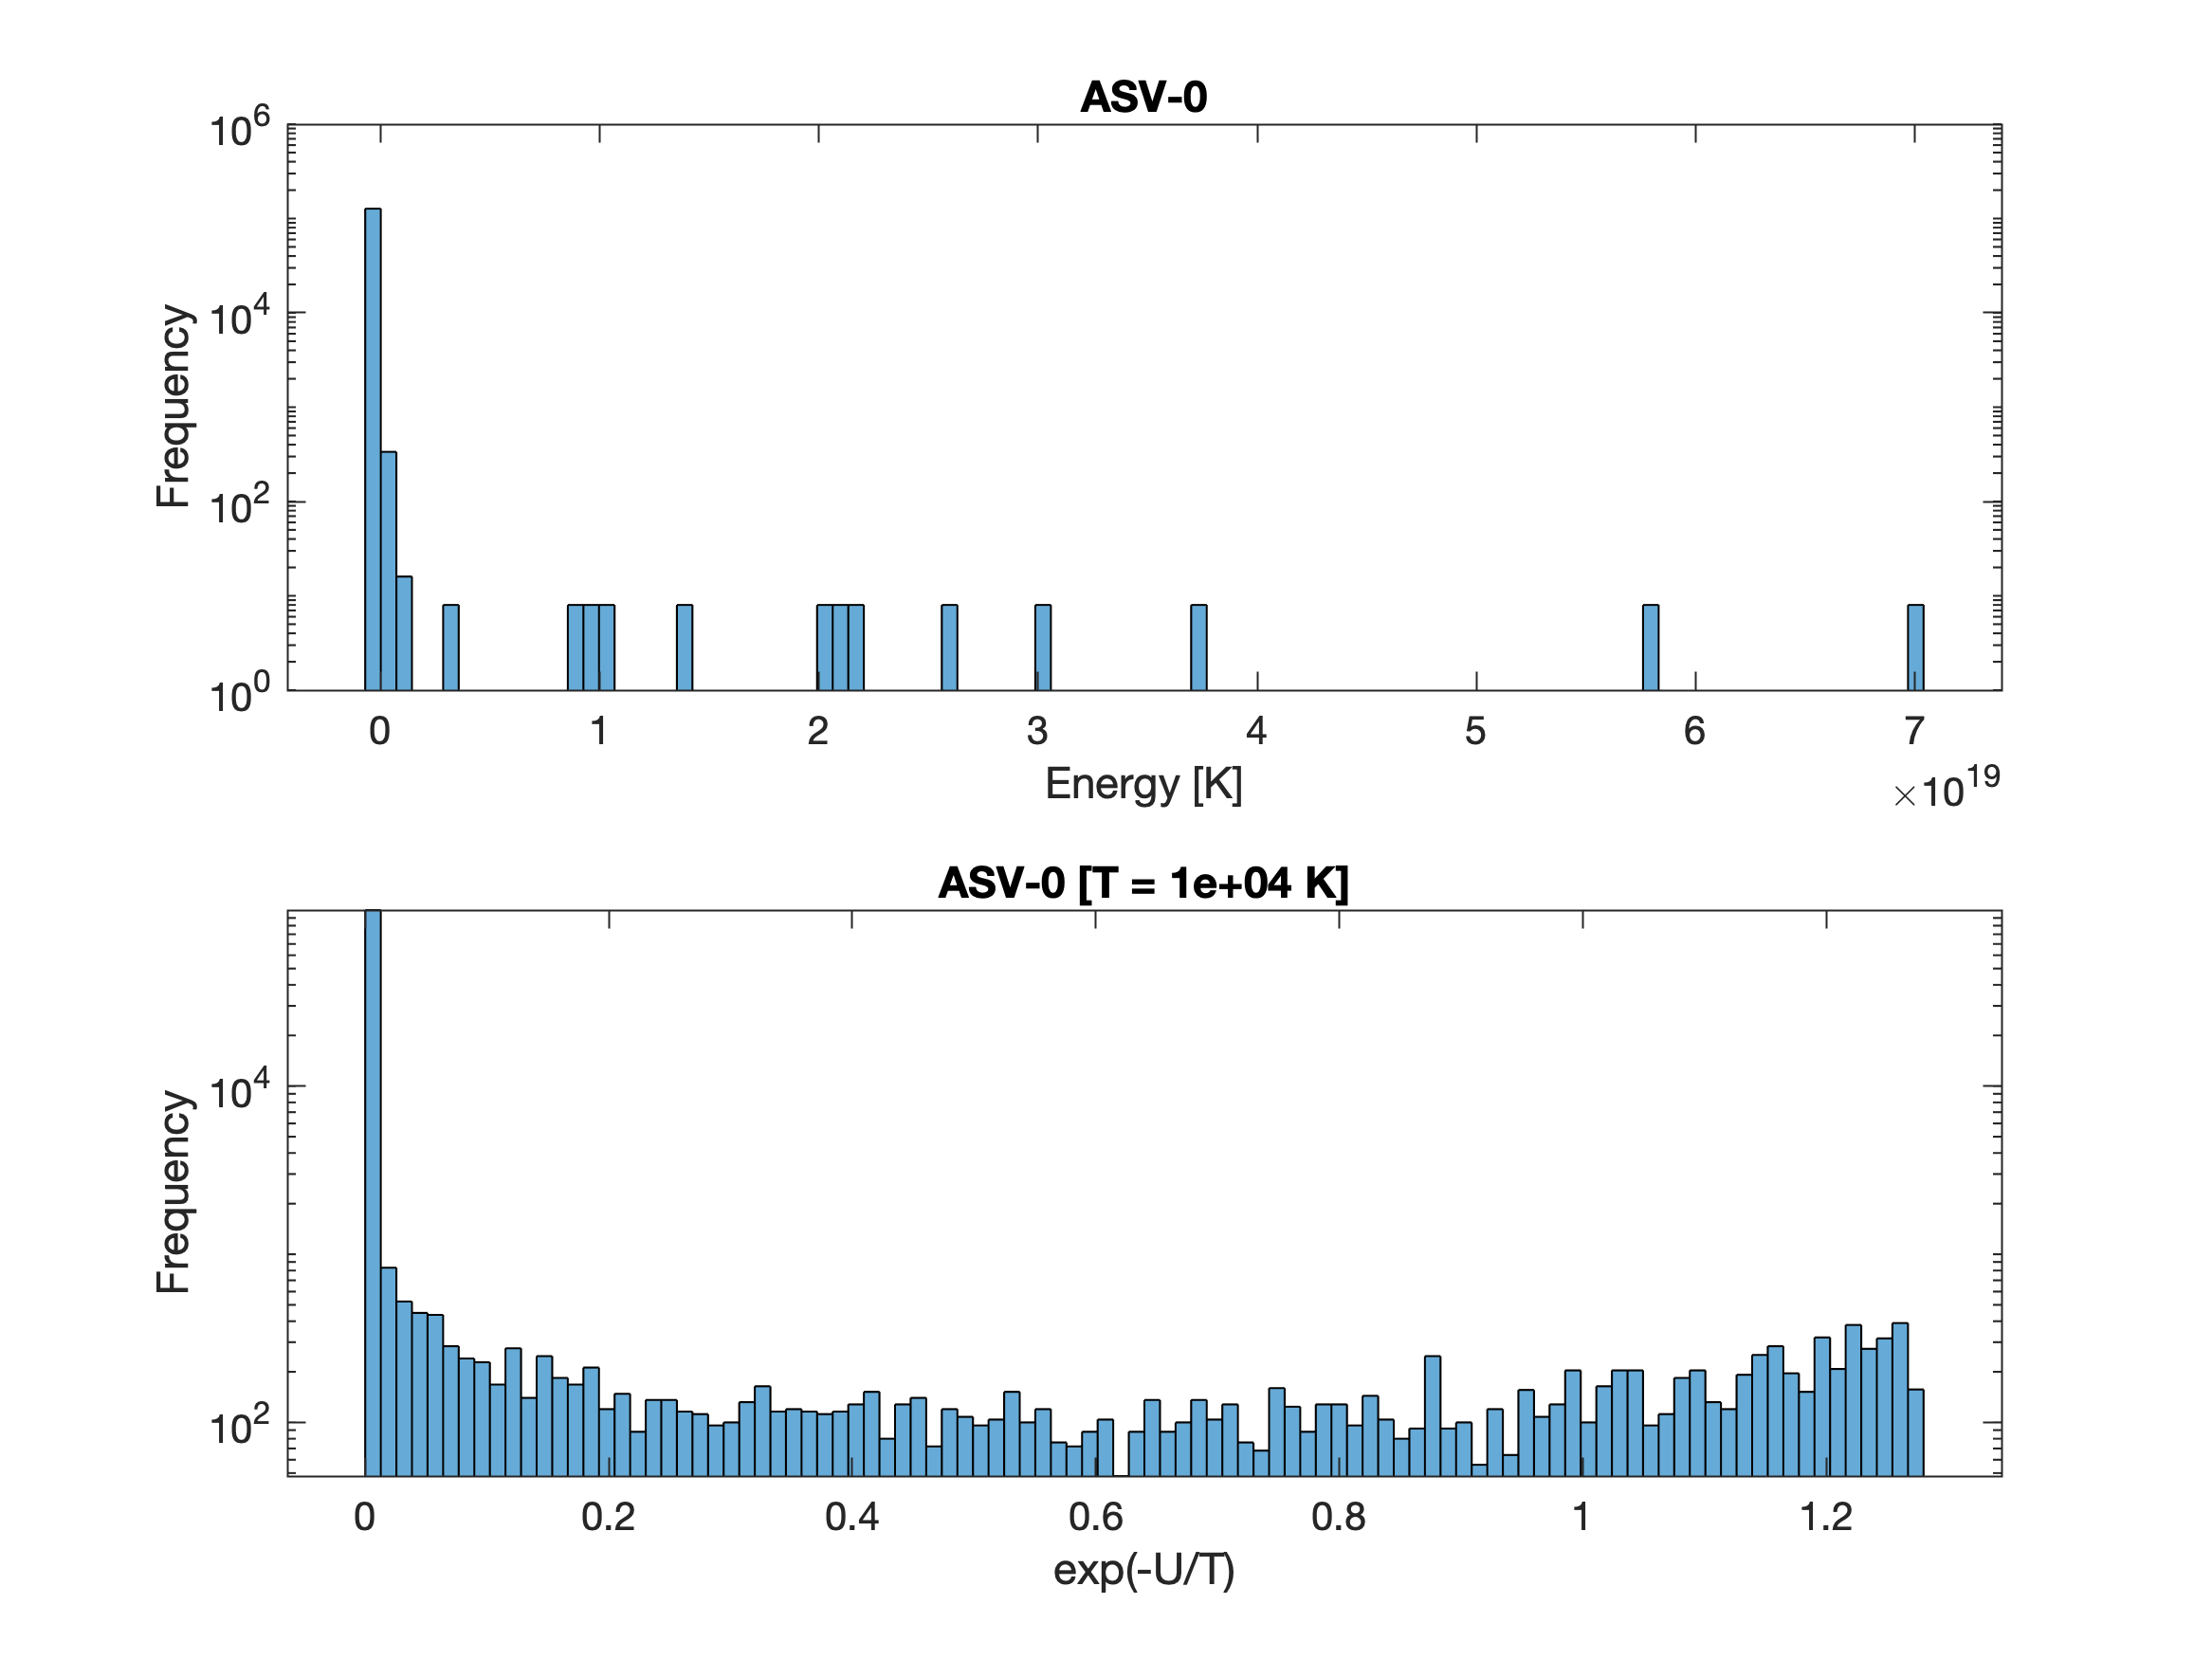 ASV-0
10^6
10^4
10^2
10^0
Frequency
0 1 2 3 4 5 6 7
Energy [K]
×10^19
ASV-0 [T = 1e+04 K]
10^4
10^2
Frequency
0 0.2 0.4 0.6 0.8 1 1.2
exp(-U/T)